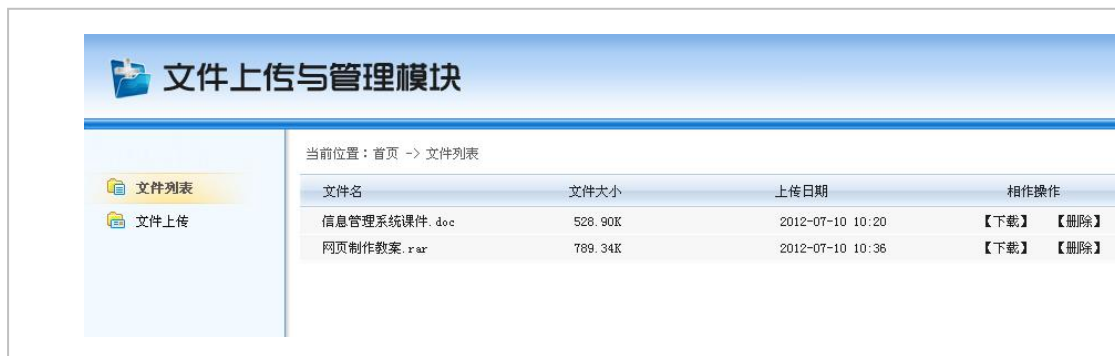 文件上传与管理模块
当前位置：首页 -> 文件列表
文件列表
文件上传
文件名 文件大小 上传日期 相作操作
信息管理系统课件.doc 528.90K 2012-07-10 10:20 【下载】 【删除】
网页制作教案.rar 789.34K 2012-07-10 10:36 【下载】 【删除】